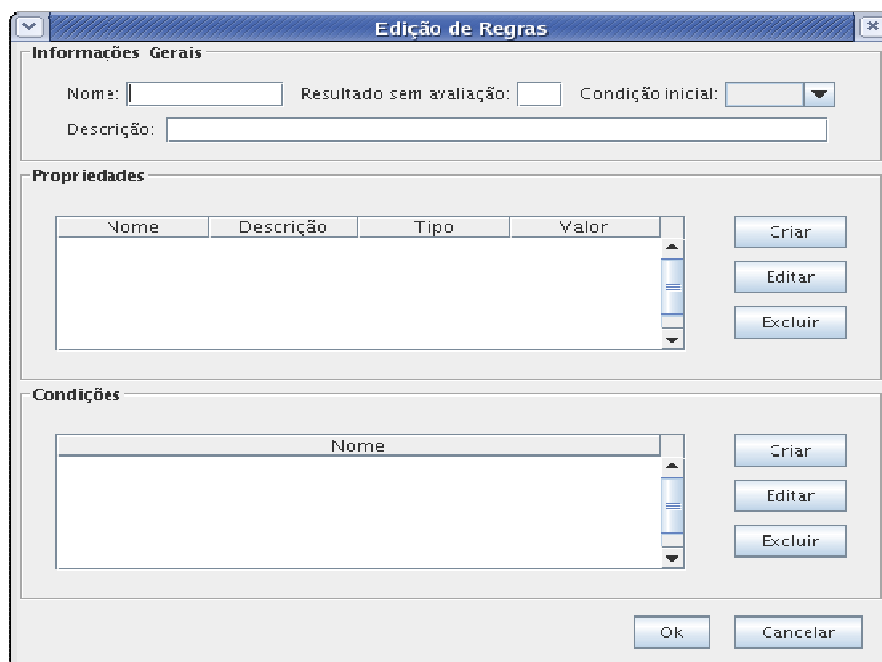 Edição de Regras
Informações Gerais
Nome: Resultado sem avaliação: Condição inicial:
Descrição:
Propriedades
Nome Descrição Tipo Valor
Criar
Editar
Excluir
Condições
Nome
Criar
Editar
Excluir
Ok Cancelar